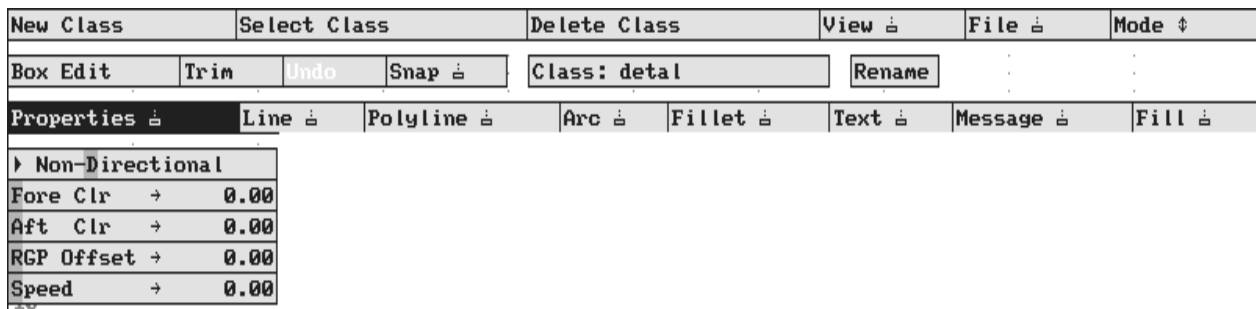 New Class Select Class Delete Class View File Mode
Box Edit Trim Undo Snap Class: detal Rename
Properties Line Polyline Arc Fillet Text Message Fill
Non-Directional
Fore Clr → 0.00
Aft Clr → 0.00
RGP Offset → 0.00
Speed → 0.00